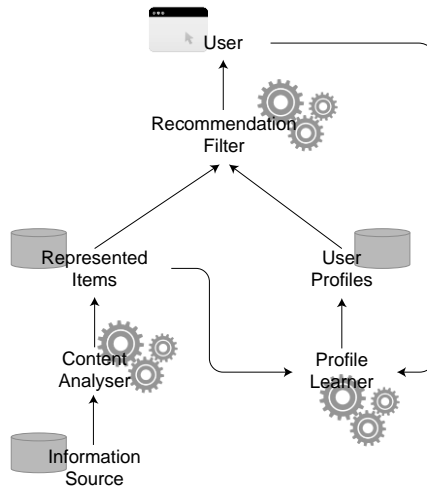 User
Recommendation
Filter
Represented
Items
User
Profiles
Content
Analyser
Profile
Learner
Information
Source